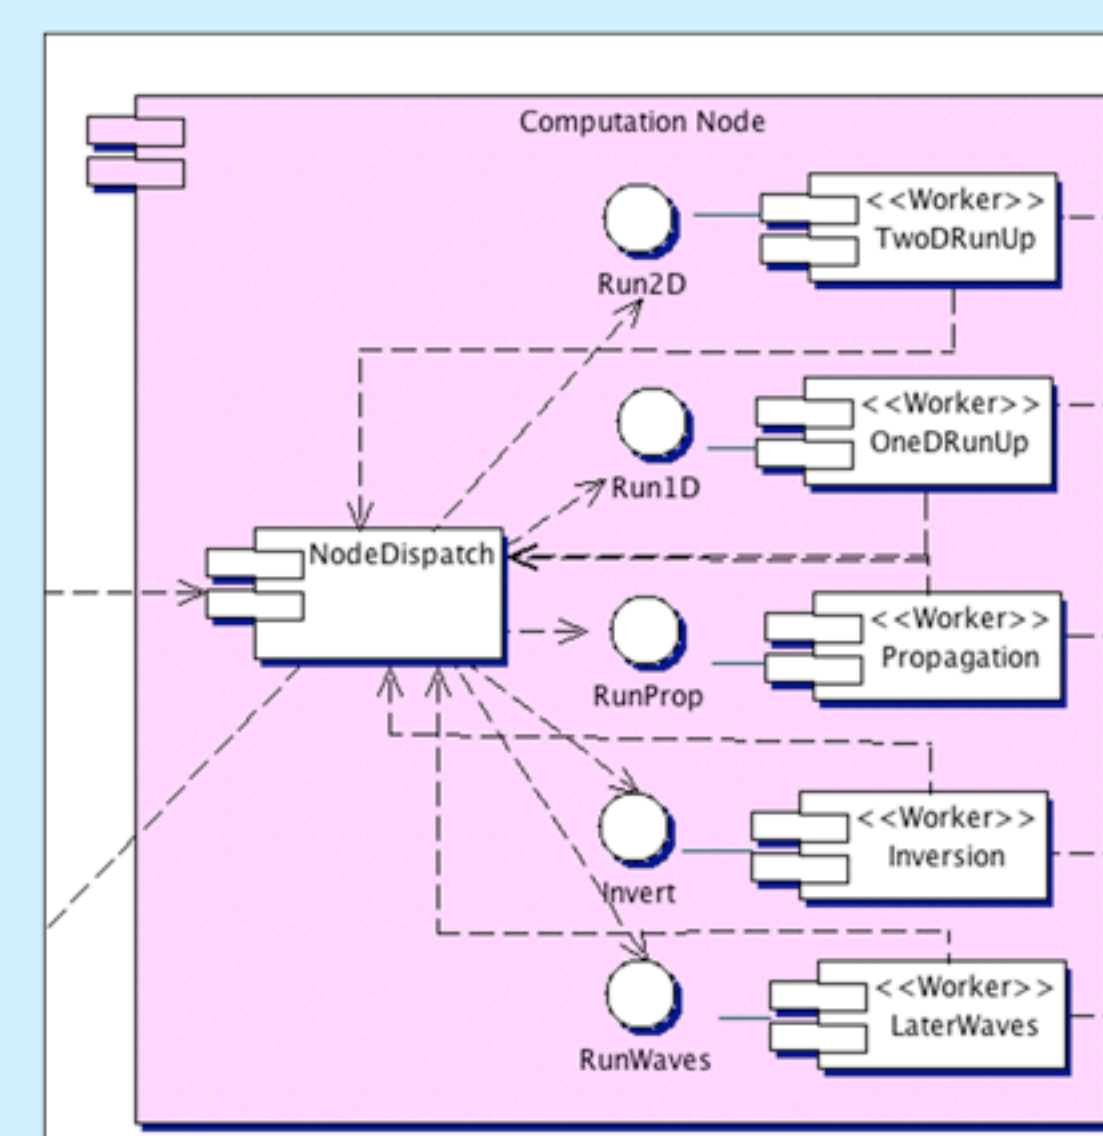 Computation Node
<<Worker>>
TwoDRunUp
Run2D
<<Worker>>
OneDRunUp
Run1D
NodeDispatch
<<Worker>>
Propagation
RunProp
<<Worker>>
Inversion
Invert
<<Worker>>
LaterWaves
RunWaves